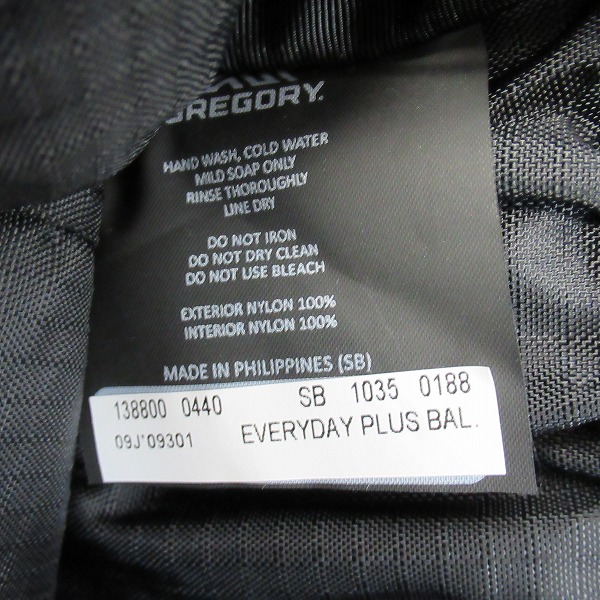 GREGORY.
HAND WASH, COLD WATER
MILD SOAP ONLY
RINSE THOROUGHLY
LINE DRY
DO NOT IRON
DO NOT DRY CLEAN
DO NOT USE BLEACH
EXTERIOR NYLON 100%
INTERIOR NYLON 100%
MADE IN PHILIPPINES (SB)
138800 0440 SB 1035 0188
09J'09301 EVERYDAY PLUS BAL.